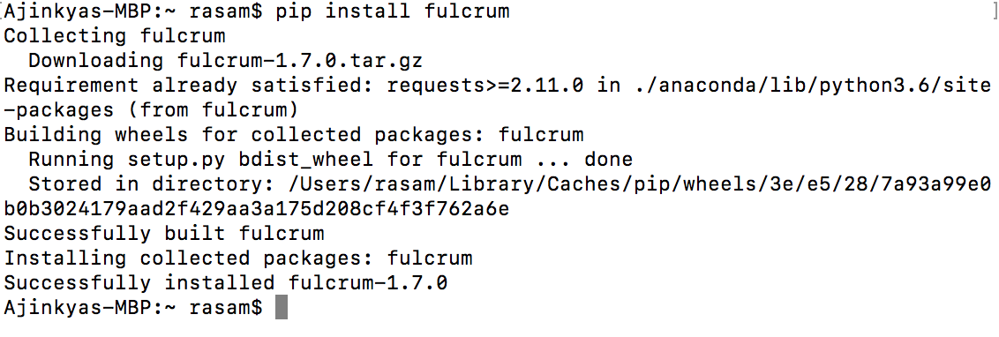 [Ajinkyas-MBP:~ rasam$ pip install fulcrum ]
Collecting fulcrum
  Downloading fulcrum-1.7.0.tar.gz
Requirement already satisfied: requests>=2.11.0 in ./anaconda/lib/python3.6/site
-packages (from fulcrum)
Building wheels for collected packages: fulcrum
  Running setup.py bdist_wheel for fulcrum ... done
  Stored in directory: /Users/rasam/Library/Caches/pip/wheels/3e/e5/28/7a93a99e0
b0b3024179aad2f429aa3a175d208cf4f3f762a6e
Successfully built fulcrum
Installing collected packages: fulcrum
Successfully installed fulcrum-1.7.0
Ajinkyas-MBP:~ rasam$